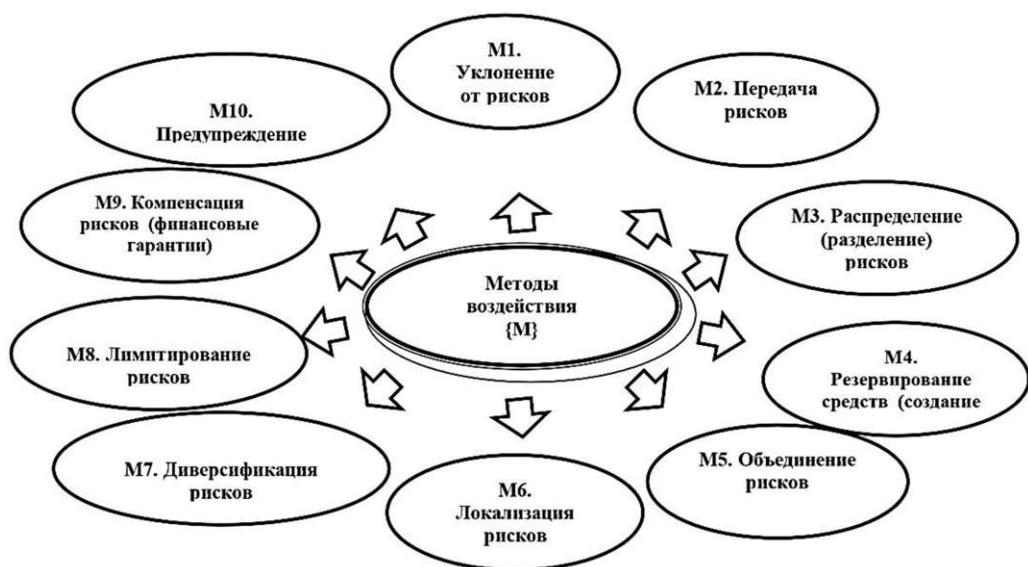 М1.
Уклонение
от рисков
М2. Передача
рисков
М3. Распределение
(разделение)
рисков
М4.
Резервирование
средств (создание
М5. Объединение
рисков
М6.
Локализация
рисков
М7. Диверсификация
рисков
М8. Лимитирование
рисков
М9. Компенсация
рисков (финансовые
гарантии)
М10.
Предупреждение
Методы
воздействия
{М}